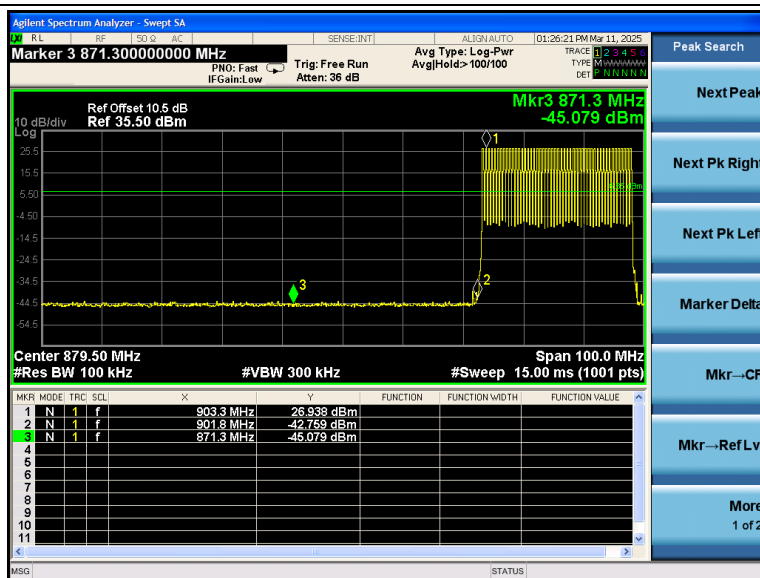 Agilent Spectrum Analyzer - Swept SA
LXI RL RF 50 Ω AC SENSE:INT ALIGN AUTO 01:26:21 PM Mar 11, 2025
Marker 3 871.300000000 MHz
PNO: Fast
IFGain:Low
Trig: Free Run
Atten: 36 dB
Avg Type: Log-Pwr
Avg|Hold:>100/100
TRACE 1 2 3 4 5 6
TYPE M
DET P N N N N N
Peak Search
Mkr3 871.3 MHz
-45.079 dBm
Ref Offset 10.5 dB
10 dB/div Ref 35.50 dBm
Log
1
25.5
15.5
5.50
-4.50
-14.5
-24.5
-34.5
-44.5
-54.5
2
3
Center 879.50 MHz Span 100.0 MHz
#Res BW 100 kHz #VBW 300 kHz #Sweep 15.00 ms (1001 pts)
MKR MODE TRC SCL X Y FUNCTION FUNCTION WIDTH FUNCTION VALUE
1 N 1 f 903.3 MHz 26.938 dBm
2 N 1 f 901.8 MHz -42.759 dBm
3 N 1 f 871.3 MHz -45.079 dBm
4
5
6
7
8
9
10
11
MSG STATUS
Next Peak
Next Pk Right
Next Pk Left
Marker Delta
Mkr→CF
Mkr→RefLv
More
1 of 2